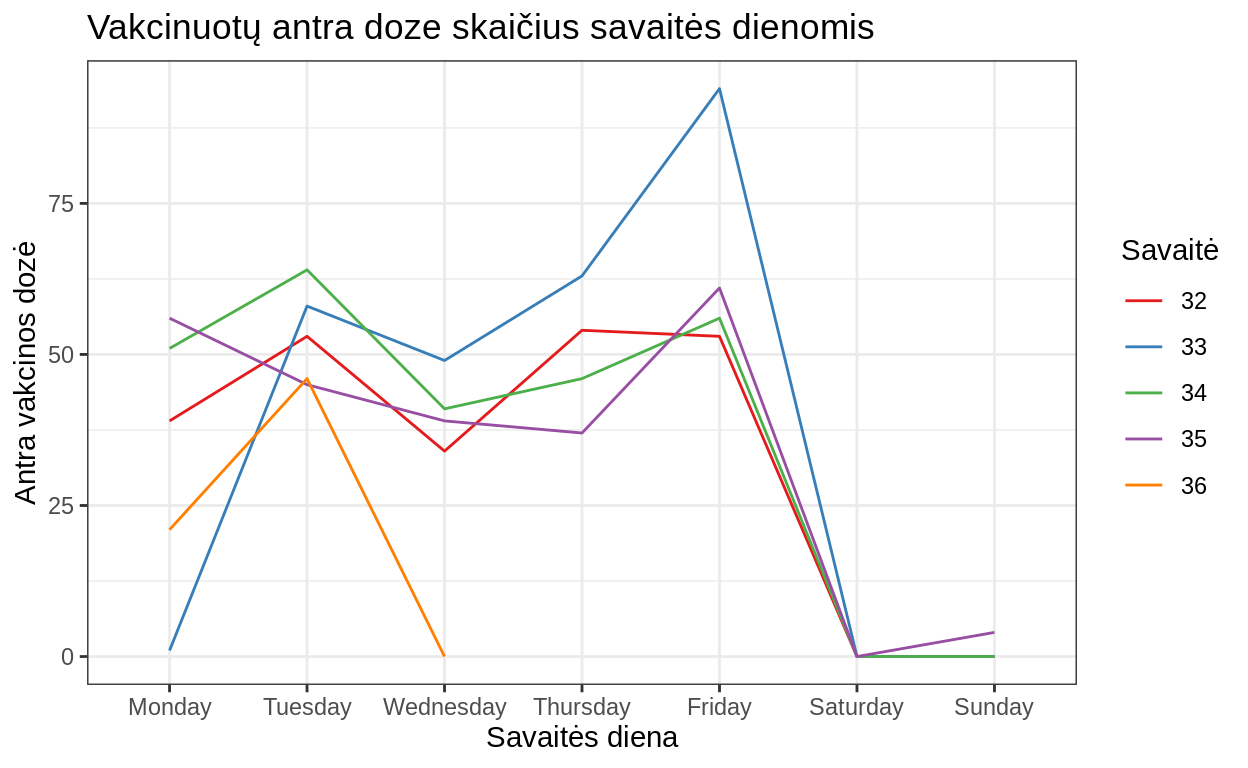 Vakcinuotų antra doze skaičius savaitės dienomis
Antra vakcinos dozė
75
50
25
0
Monday Tuesday Wednesday Thursday Friday Saturday Sunday
Savaitės diena
Savaitė
32
33
34
35
36